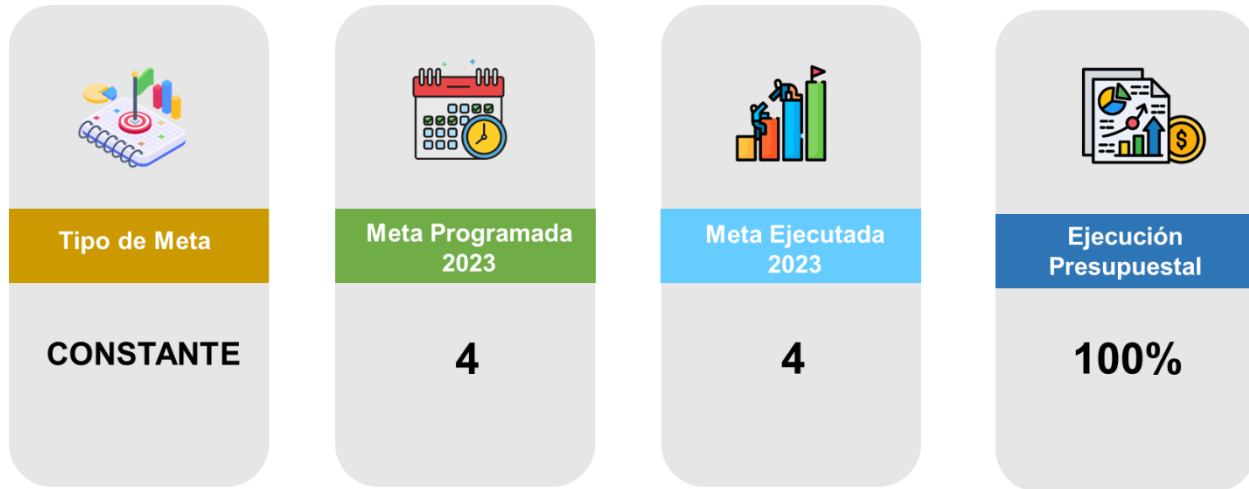 Tipo de Meta
CONSTANTE
Meta Programada
2023
4
Meta Ejecutada
2023
4
Ejecución
Presupuestal
100%